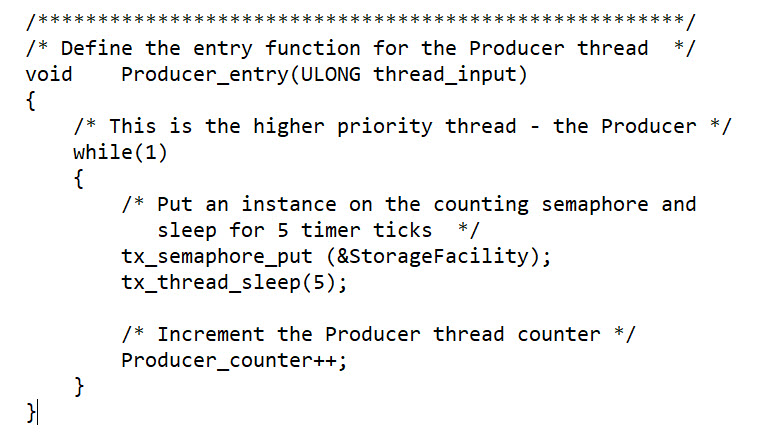 /******************************************************/
/* Define the entry function for the Producer thread  */
void    Producer_entry(ULONG thread_input)
{
    /* This is the higher priority thread - the Producer */
    while(1)
    {
        /* Put an instance on the counting semaphore and
           sleep for 5 timer ticks  */
        tx_semaphore_put (&StorageFacility);
        tx_thread_sleep(5);

        /* Increment the Producer thread counter */
        Producer_counter++;
    }
}